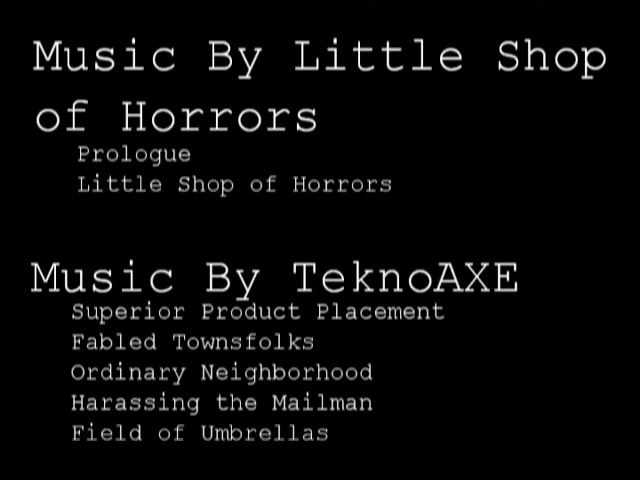 Music By Little Shop
of Horrors
Prologue
Little Shop of Horrors
Music By TeknoAXE
Superior Product Placement
Fabled Townsfolks
Ordinary Neighborhood
Harassing the Mailman
Field of Umbrellas